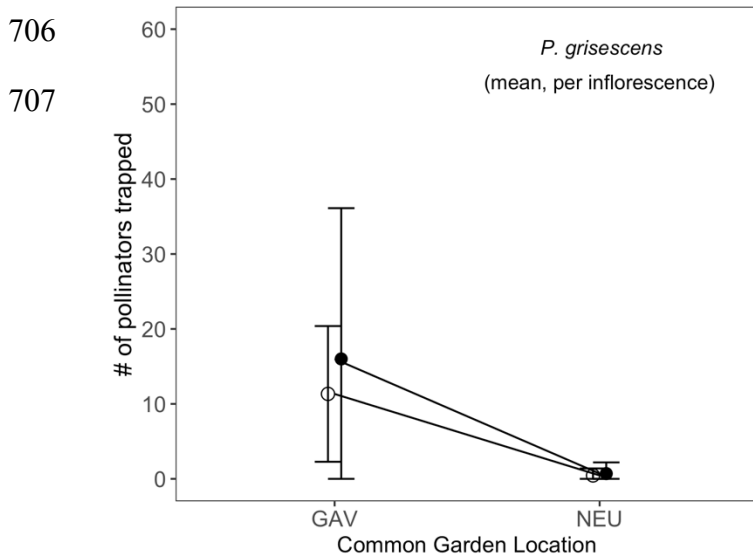 706
707
60
50
40
30
20
10
0
# of pollinators trapped
P. grisescens
(mean, per inflorescence)
GAV
NEU
Common Garden Location